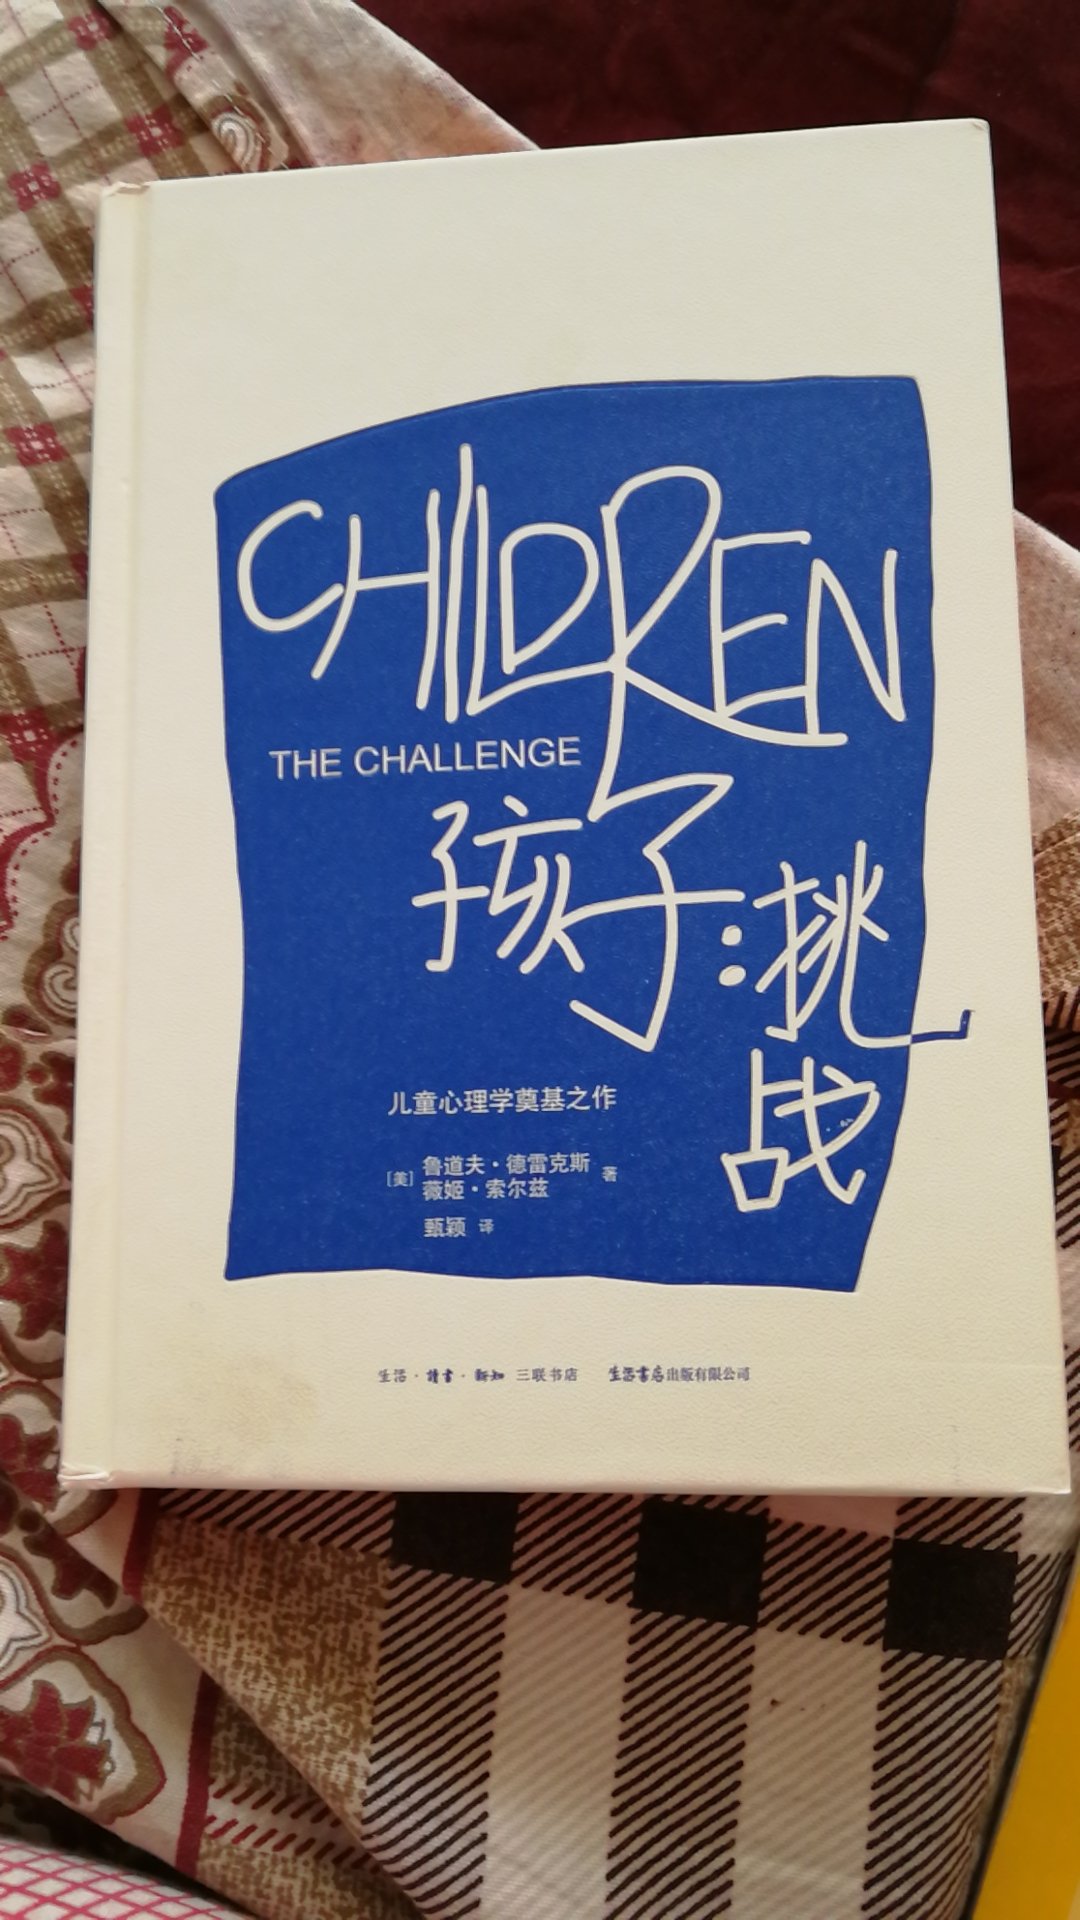 CHILDREN
THE CHALLENGE
孩子:挑
战
儿童心理学奠基之作
[美] 鲁道夫·德雷克斯 著
薇姬·索尔兹
甄颖 译
生活·讀書·新知 三联书店 生活書店出版有限公司